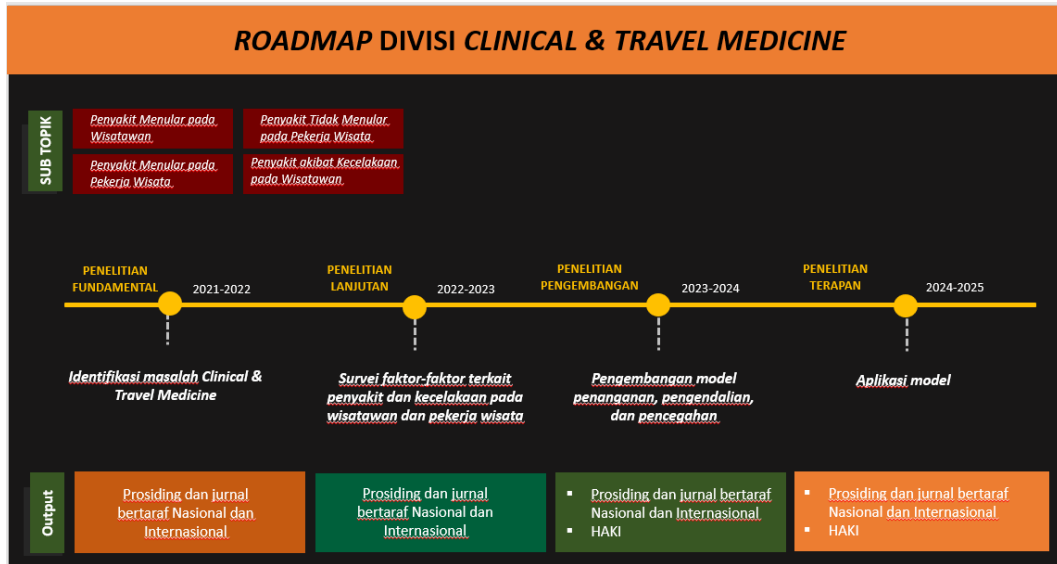 ROADMAP DIVISI CLINICAL & TRAVEL MEDICINE
SUB TOPIK
Penyakit Menular pada
Wisatawan
Penyakit Tidak Menular
pada Pekerja Wisata
Penyakit Menular pada
Pekerja Wisata
Penyakit akibat Kecelakaan
pada Wisatawan
PENELITIAN
FUNDAMENTAL
2021-2022
PENELITIAN
LANJUTAN
2022-2023
PENELITIAN
PENGEMBANGAN
2023-2024
PENELITIAN
TERAPAN
2024-2025
Identifikasi masalah Clinical &
Travel Medicine
Survei faktor-faktor terkait
penyakit dan kecelakaan pada
wisatawan dan pekerja wisata
Pengembangan model
penanganan, pengendalian,
dan pencegahan
Aplikasi model
Output
Prosiding dan jurnal
bertaraf Nasional dan
Internasional
Prosiding dan jurnal
bertaraf Nasional dan
Internasional
▪ Prosiding dan jurnal bertaraf
Nasional dan Internasional
▪ HAKI
▪ Prosiding dan jurnal bertaraf
Nasional dan Internasional
▪ HAKI